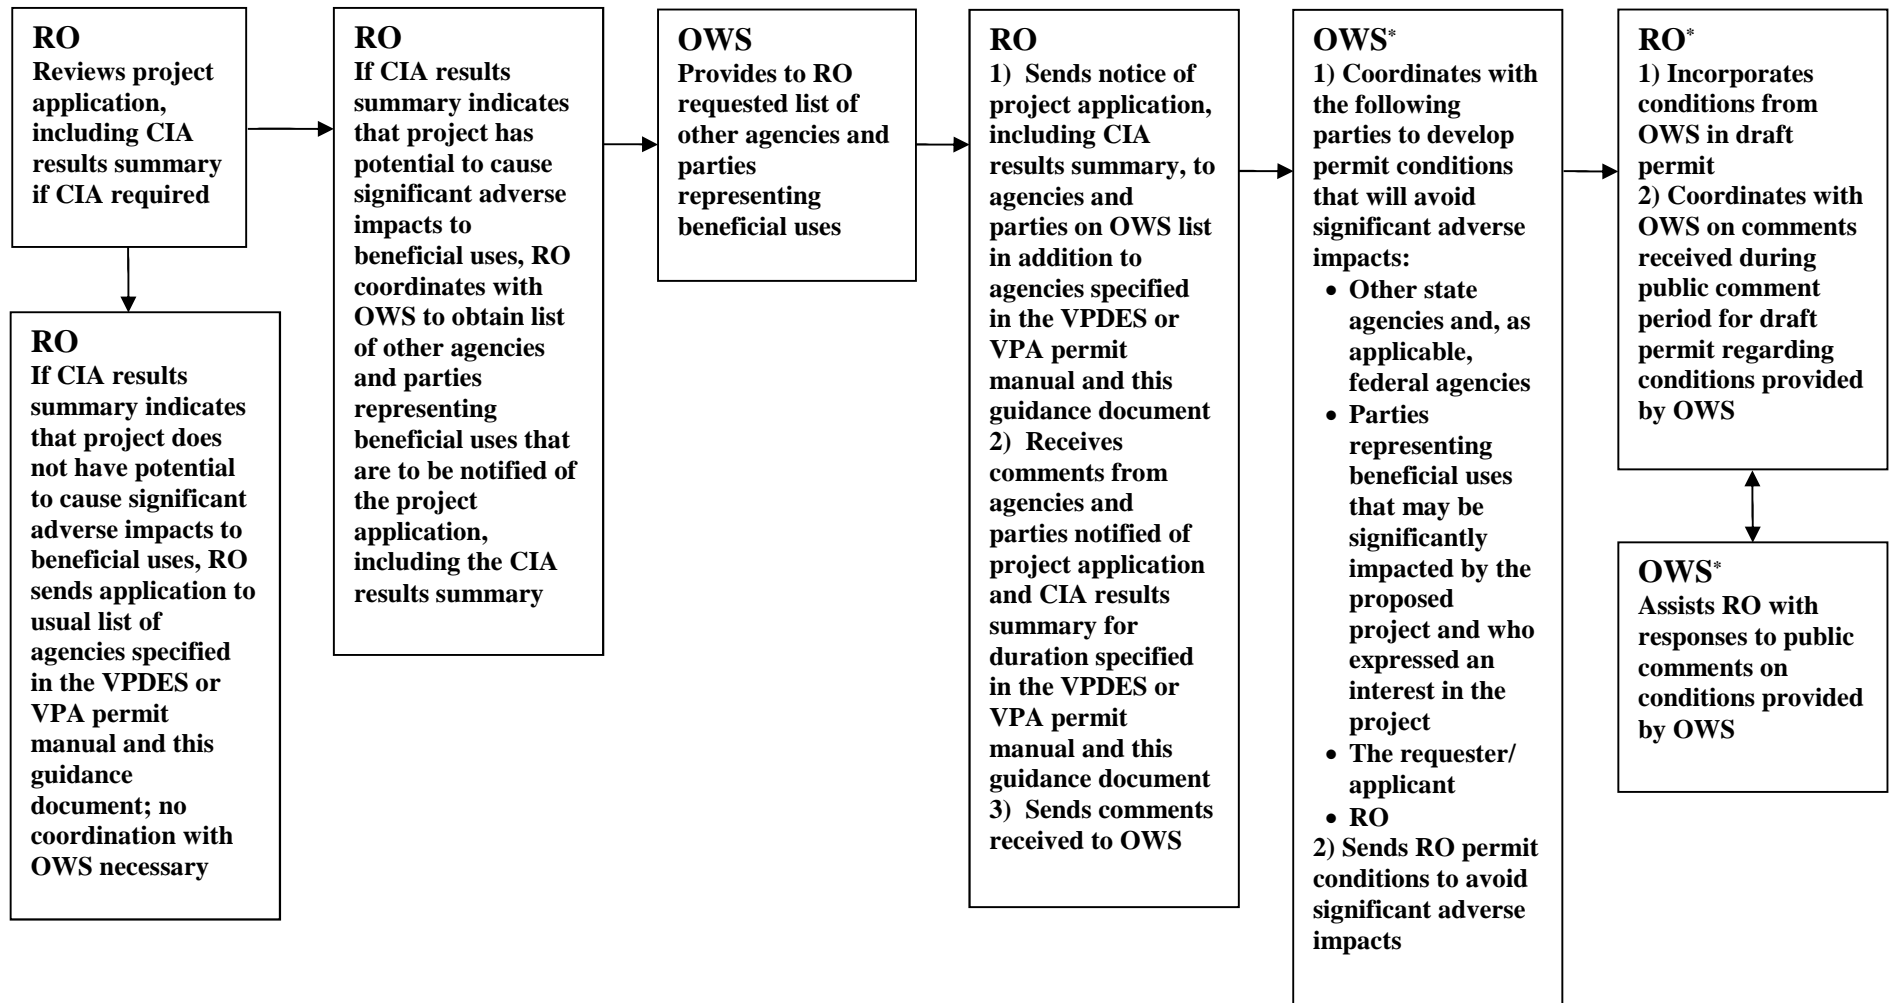 RO
Reviews project
application,
including CIA
results summary
if CIA required
RO
If CIA results
summary indicates
that project does
not have potential
to cause significant
adverse impacts to
beneficial uses, RO
sends application to
usual list of
agencies specified
in the VPDES or
VPA permit
manual and this
guidance
document; no
coordination with
OWS necessary
RO
If CIA results
summary indicates
that project has
potential to cause
significant adverse
impacts to
beneficial uses, RO
coordinates with
OWS to obtain list
of other agencies
and parties
representing
beneficial uses that
are to be notified of
the project
application,
including the CIA
results summary
OWS
Provides to RO
requested list of
other agencies and
parties
representing
beneficial uses
RO
1) Sends notice of
project application,
including CIA
results summary, to
agencies and
parties on OWS list
in addition to
agencies specified
in the VPDES or
VPA permit
manual and this
guidance document
2) Receives
comments from
agencies and
parties notified of
project application
and CIA results
summary for
duration specified
in the VPDES or
VPA permit
manual and this
guidance document
3) Sends comments
received to OWS
OWS*
1) Coordinates with
the following
parties to develop
permit conditions
that will avoid
significant adverse
impacts:
• Other state
agencies and, as
applicable,
federal agencies
• Parties
representing
beneficial uses
that may be
significantly
impacted by the
proposed
project and who
expressed an
interest in the
project
• The requester/
applicant
• RO
2) Sends RO permit
conditions to avoid
significant adverse
impacts
RO*
1) Incorporates
conditions from
OWS in draft
permit
2) Coordinates with
OWS on comments
received during
public comment
period for draft
permit regarding
conditions provided
by OWS
OWS*
Assists RO with
responses to public
comments on
conditions provided
by OWS